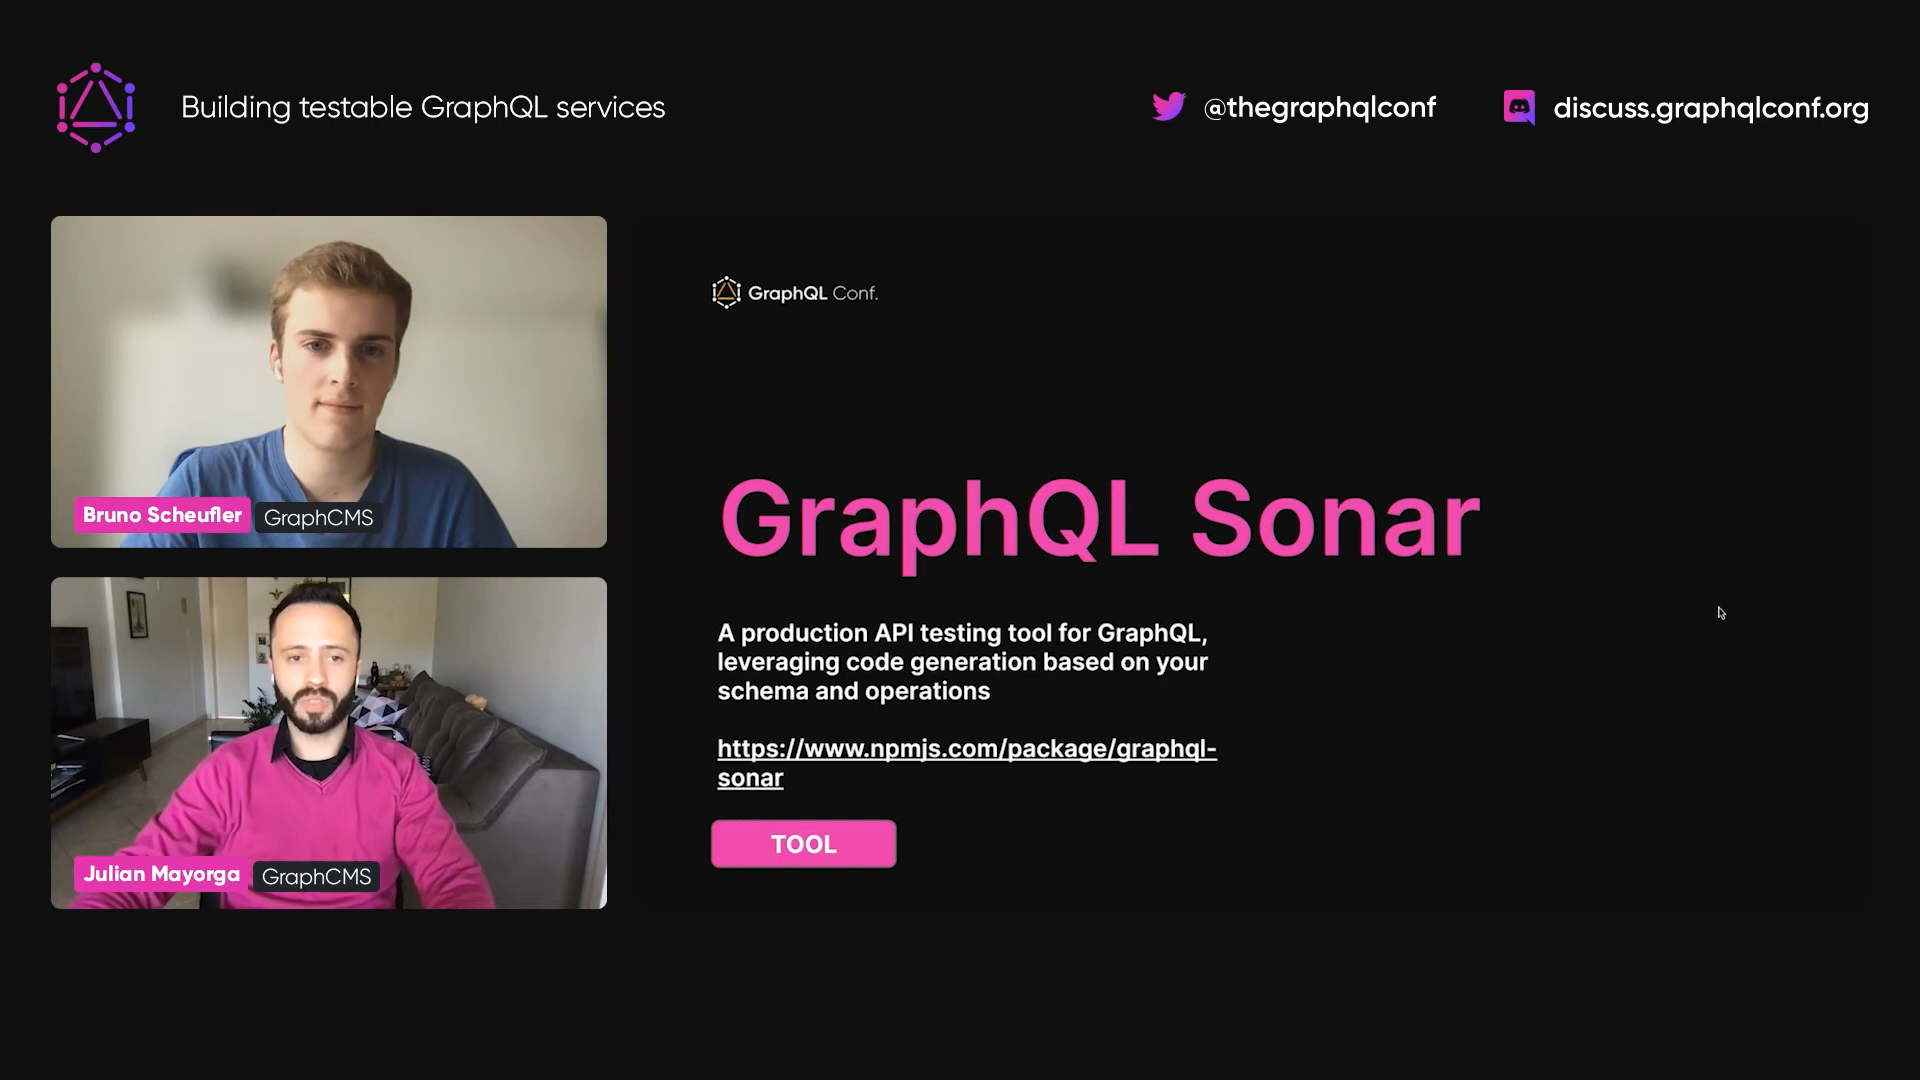 Building testable GraphQL services
@thegraphqlconf
discuss.graphqlconf.org
Bruno Scheufler
GraphCMS
Julian Mayorga
GraphCMS
GraphQL Conf.
GraphQL Sonar
A production API testing tool for GraphQL,
leveraging code generation based on your
schema and operations
https://www.npmjs.com/package/graphql-
sonar
TOOL